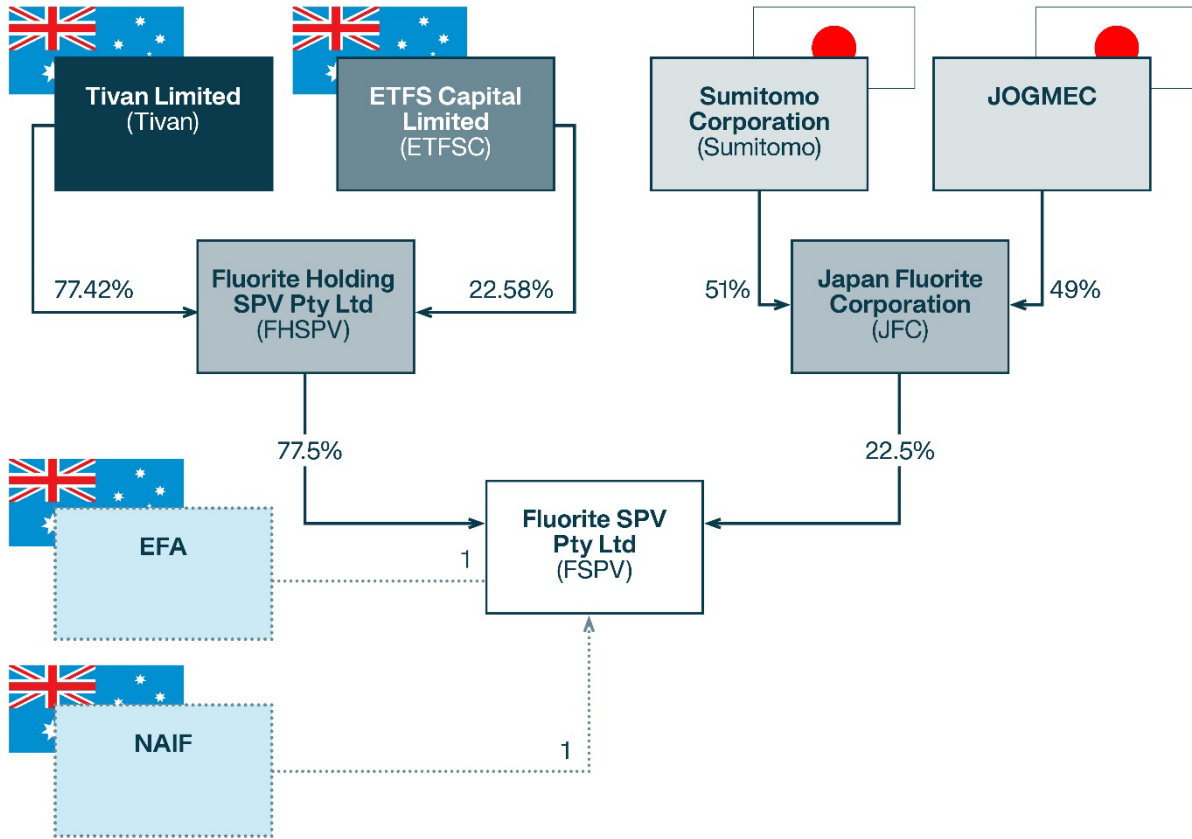 Tivan Limited
(Tivan)
ETFS Capital
Limited
(ETFSC)
Sumitomo
Corporation
(Sumitomo)
JOGMEC
77.42%
Fluorite Holding
SPV Pty Ltd
(FHSPV)
22.58%
51%
Japan Fluorite
Corporation
(JFC)
49%
77.5%
22.5%
EFA
1
Fluorite SPV
Pty Ltd
(FSPV)
NAIF
1